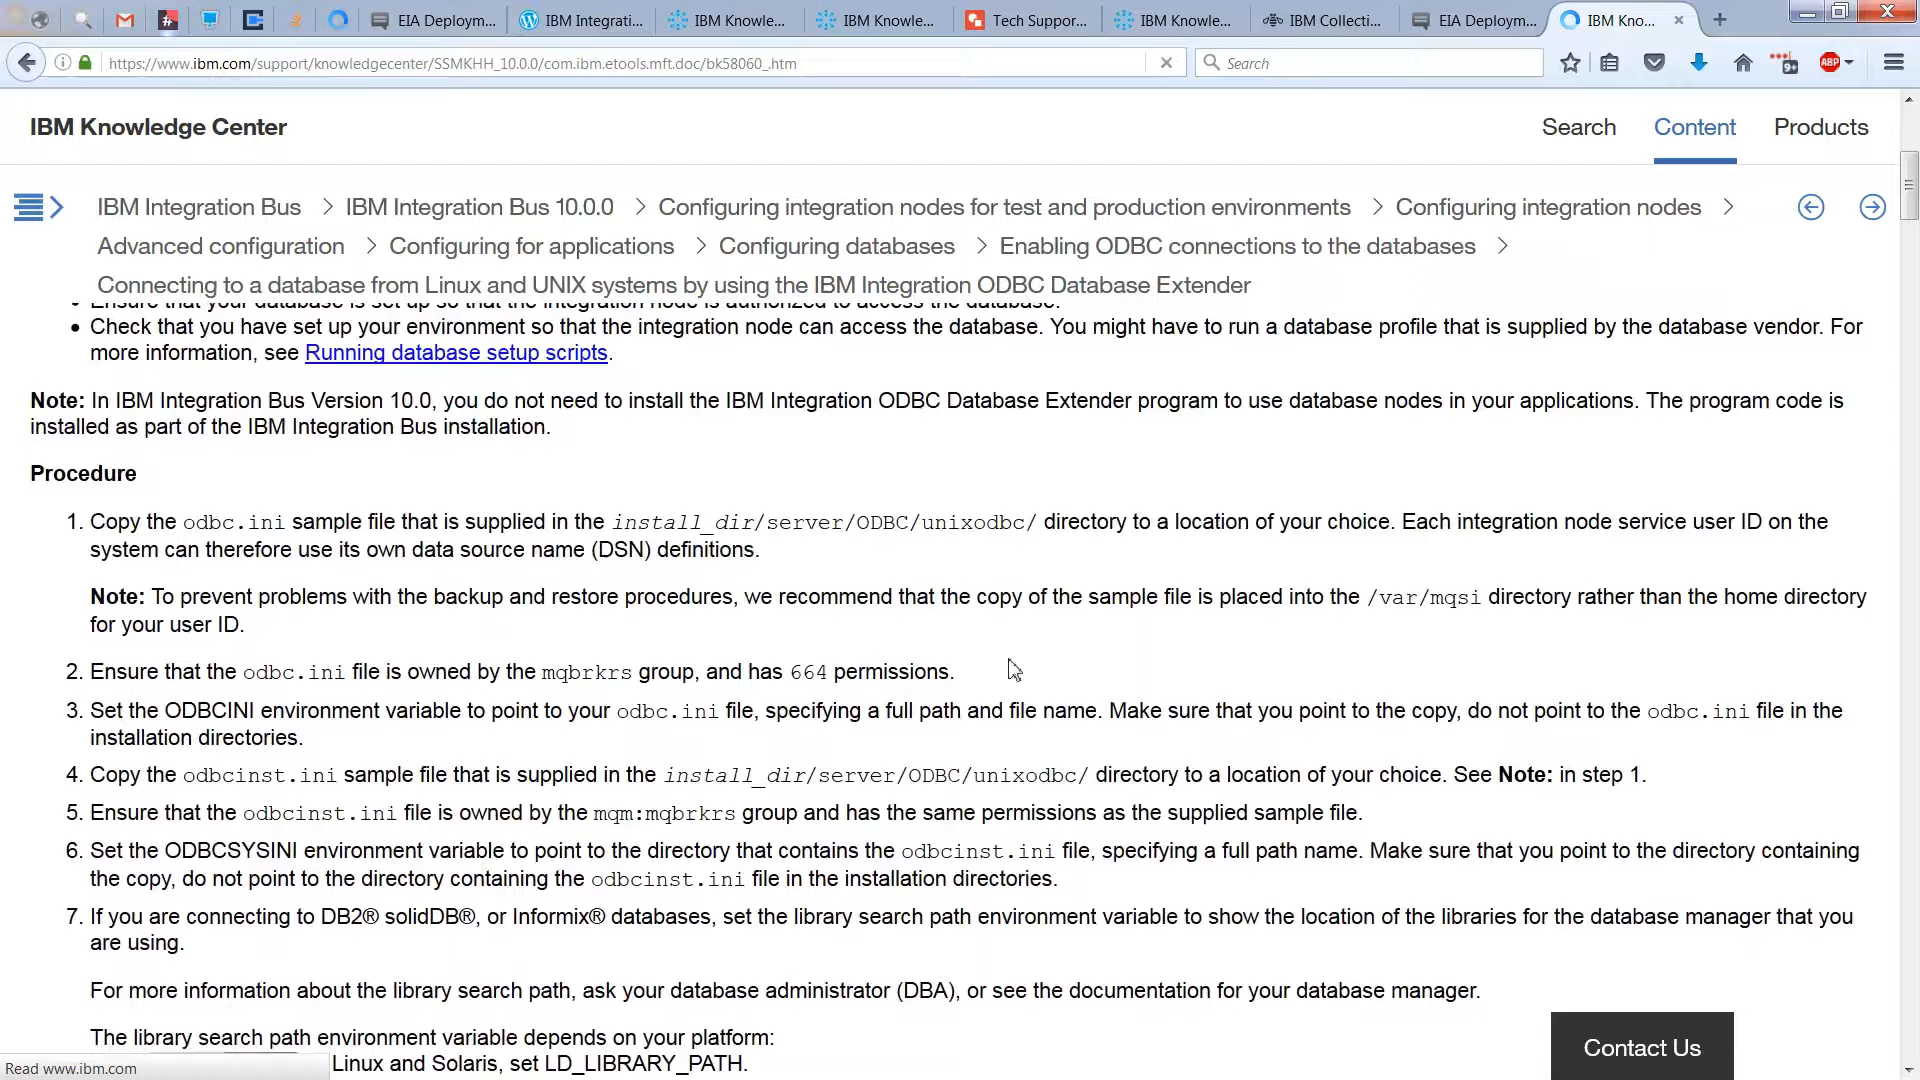 EIA Deploym...
IBM Integrati...
IBM Knowle...
IBM Knowle...
Tech Suppor...
IBM Knowle...
IBM Collecti...
EIA Deploym...
IBM Kno...
https://www.ibm.com/support/knowledgecenter/SSMKHH_10.0.0/com.ibm.etools.mft.doc/bk58060_.htm
Search
9+
ABP
IBM Knowledge Center
Search
Content
Products
IBM Integration Bus > IBM Integration Bus 10.0.0 > Configuring integration nodes for test and production environments > Configuring integration nodes >
Advanced configuration > Configuring for applications > Configuring databases > Enabling ODBC connections to the databases >
Connecting to a database from Linux and UNIX systems by using the IBM Integration ODBC Database Extender
• Ensure that your database is set up so that the integration node is authorized to access the database.
• Check that you have set up your environment so that the integration node can access the database. You might have to run a database profile that is supplied by the database vendor. For
more information, see Running database setup scripts.
Note: In IBM Integration Bus Version 10.0, you do not need to install the IBM Integration ODBC Database Extender program to use database nodes in your applications. The program code is
installed as part of the IBM Integration Bus installation.
Procedure
1. Copy the odbc.ini sample file that is supplied in the install_dir/server/ODBC/unixodbc/ directory to a location of your choice. Each integration node service user ID on the
system can therefore use its own data source name (DSN) definitions.
Note: To prevent problems with the backup and restore procedures, we recommend that the copy of the sample file is placed into the /var/mqsi directory rather than the home directory
for your user ID.
2. Ensure that the odbc.ini file is owned by the mqbrkrs group, and has 664 permissions.
3. Set the ODBCINI environment variable to point to your odbc.ini file, specifying a full path and file name. Make sure that you point to the copy, do not point to the odbc.ini file in the
installation directories.
4. Copy the odbcinst.ini sample file that is supplied in the install_dir/server/ODBC/unixodbc/ directory to a location of your choice. See Note: in step 1.
5. Ensure that the odbcinst.ini file is owned by the mqm:mqbrkrs group and has the same permissions as the supplied sample file.
6. Set the ODBCSYSINI environment variable to point to the directory that contains the odbcinst.ini file, specifying a full path name. Make sure that you point to the directory containing
the copy, do not point to the directory containing the odbcinst.ini file in the installation directories.
7. If you are connecting to DB2® solidDB®, or Informix® databases, set the library search path environment variable to show the location of the libraries for the database manager that you
are using.
For more information about the library search path, ask your database administrator (DBA), or see the documentation for your database manager.
The library search path environment variable depends on your platform:
Linux and Solaris, set LD_LIBRARY_PATH.
Contact Us
Read www.ibm.com